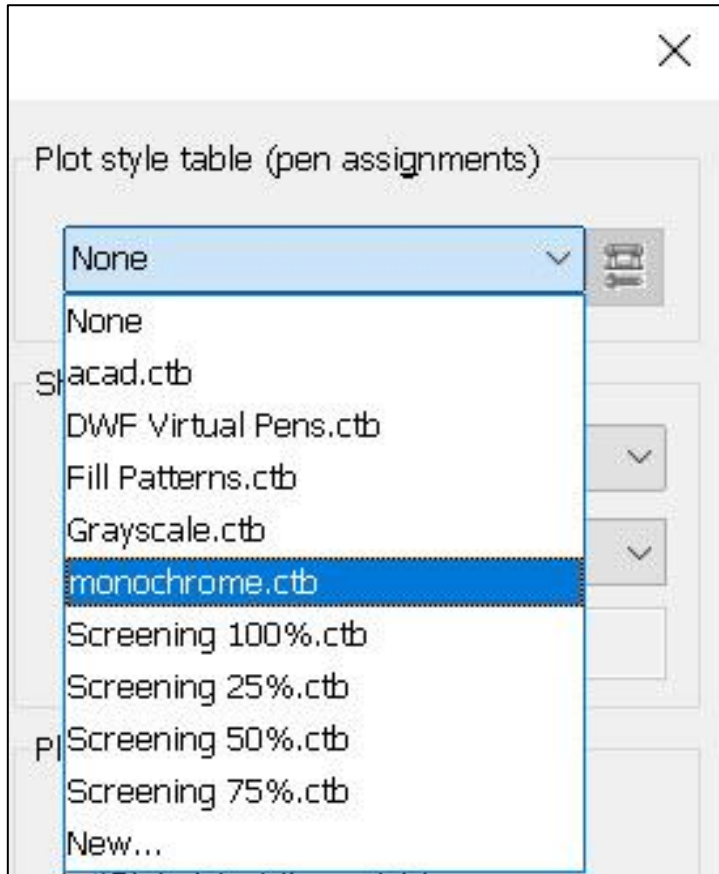 Plot style table (pen assignments)
None
None
acad.ctb
DWF Virtual Pens.ctb
Fill Patterns.ctb
Grayscale.ctb
monochrome.ctb
Screening 100%.ctb
Screening 25%.ctb
Screening 50%.ctb
Screening 75%.ctb
New...